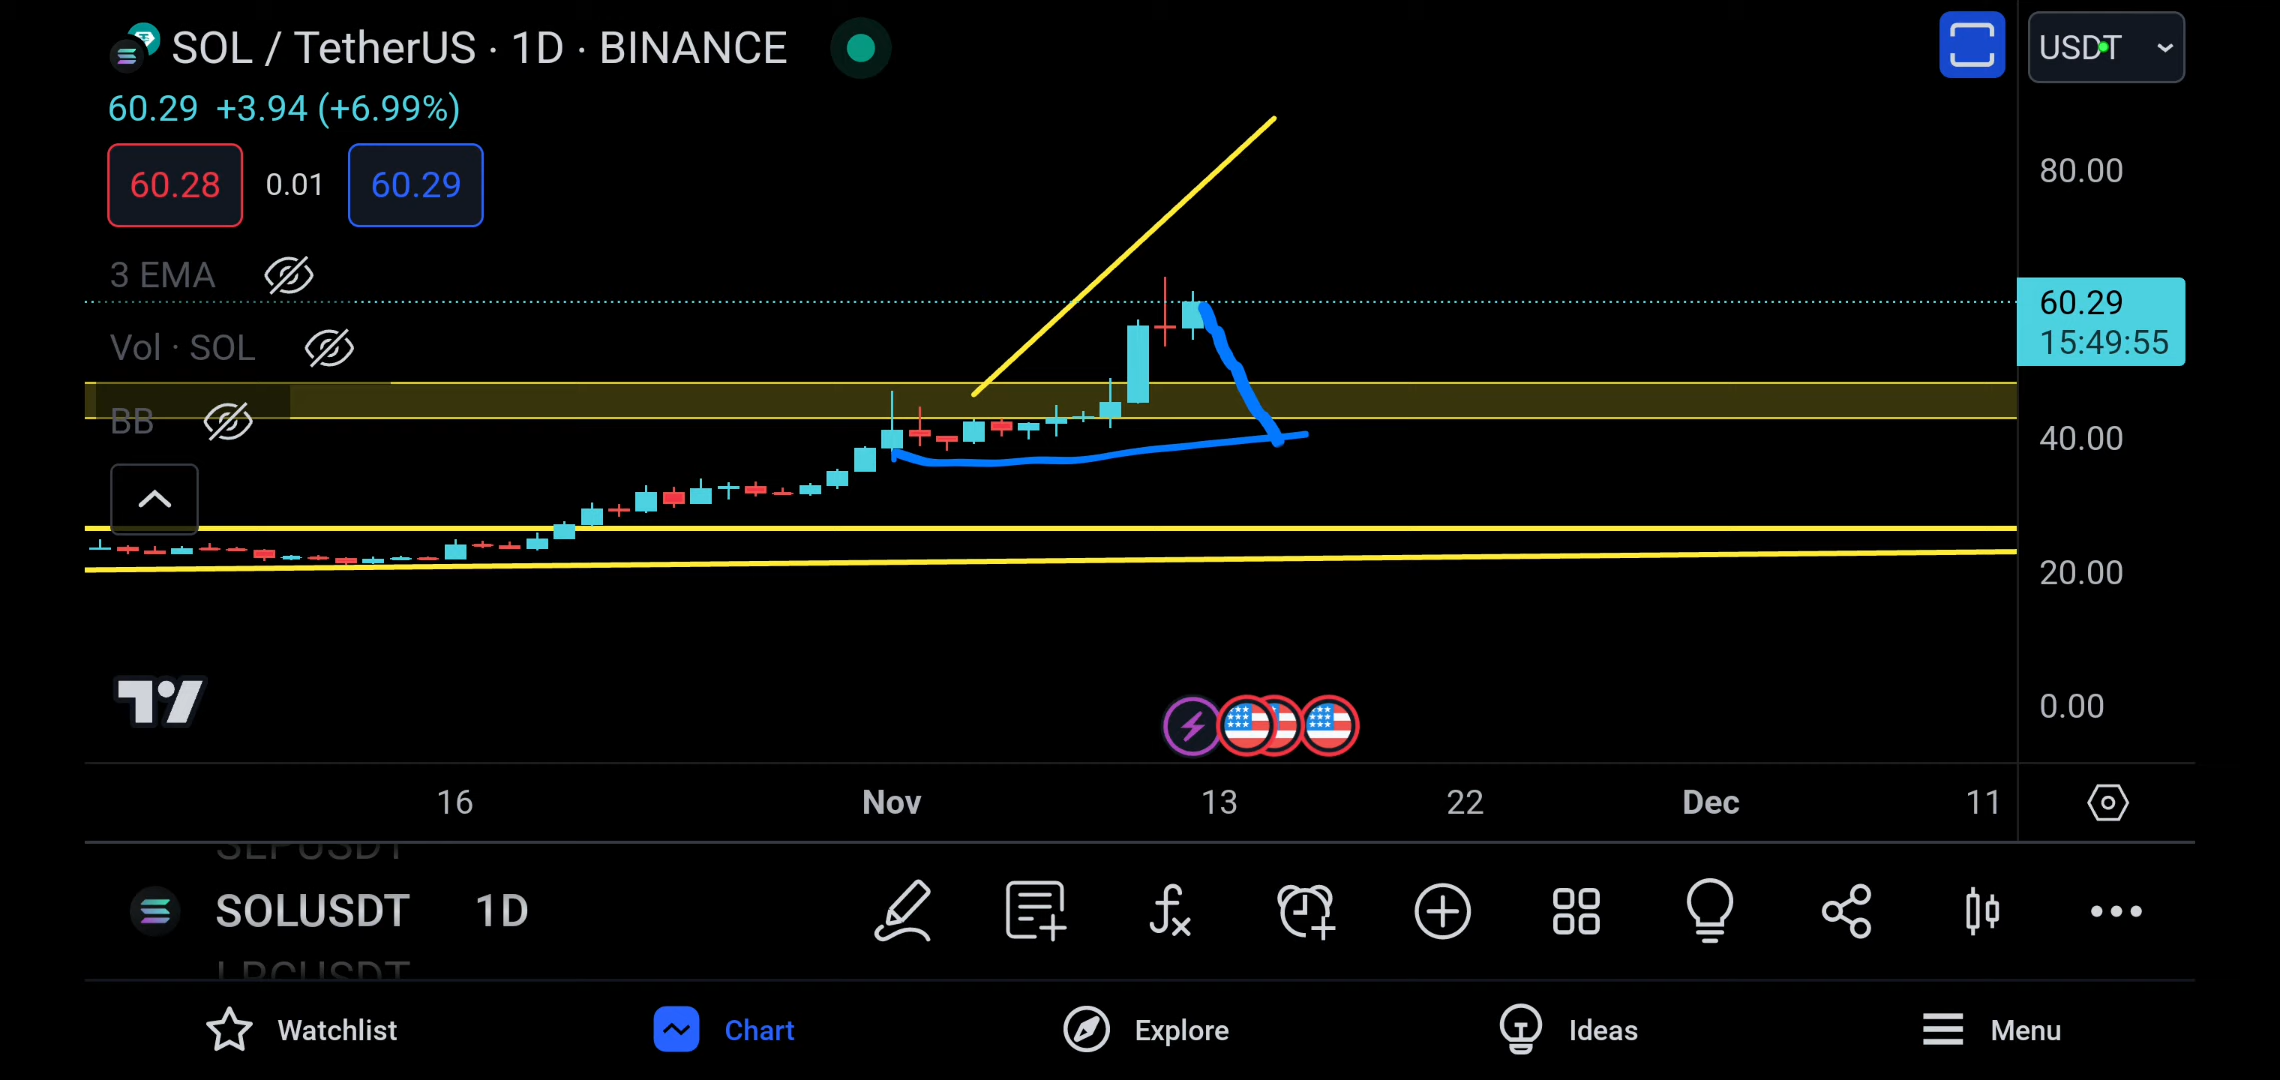 SOL / TetherUS · 1D · BINANCE
USDT
60.29 +3.94 (+6.99%)
60.28 0.01 60.29
80.00
3 EMA
60.29
15:49:55
Vol · SOL
BB
40.00
20.00
0.00
16 Nov 13 22 Dec 11
SOLUSDT 1D
Watchlist Chart Explore Ideas Menu